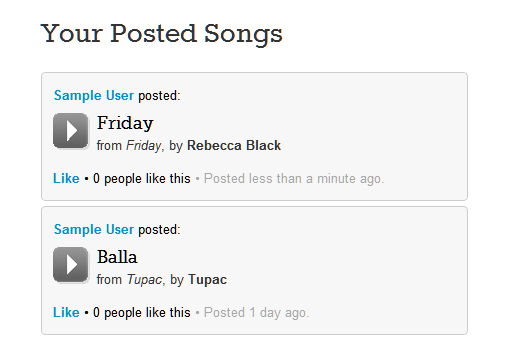 Your Posted Songs
Sample User posted:
Friday
from Friday, by Rebecca Black
Like • 0 people like this • Posted less than a minute ago.
Sample User posted:
Balla
from Tupac, by Tupac
Like • 0 people like this • Posted 1 day ago.